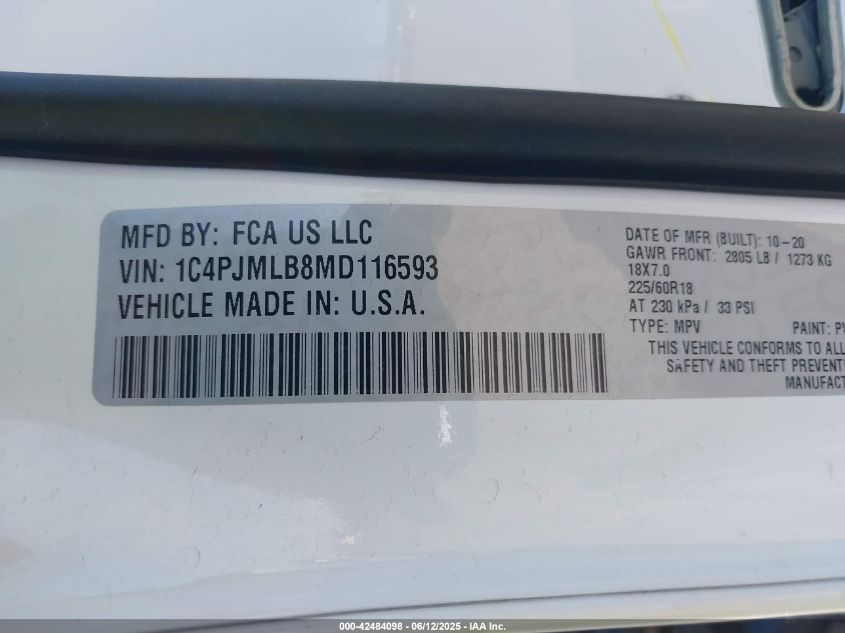 MFD BY: FCA US LLC
VIN: 1C4PJMLB8MD116593
VEHICLE MADE IN: U.S.A.
DATE OF MFR (BUILT): 10-20
GAWR FRONT: 2805 LB / 1273 KG
18X7.0
225/60R18
AT 230 kPa / 33 PSI
TYPE: MPV PAINT: P
THIS VEHICLE CONFORMS TO ALL
SAFETY AND THEFT PREVENT
MANUFACT
000-42484098 - 06/12/2025 - IAA Inc.